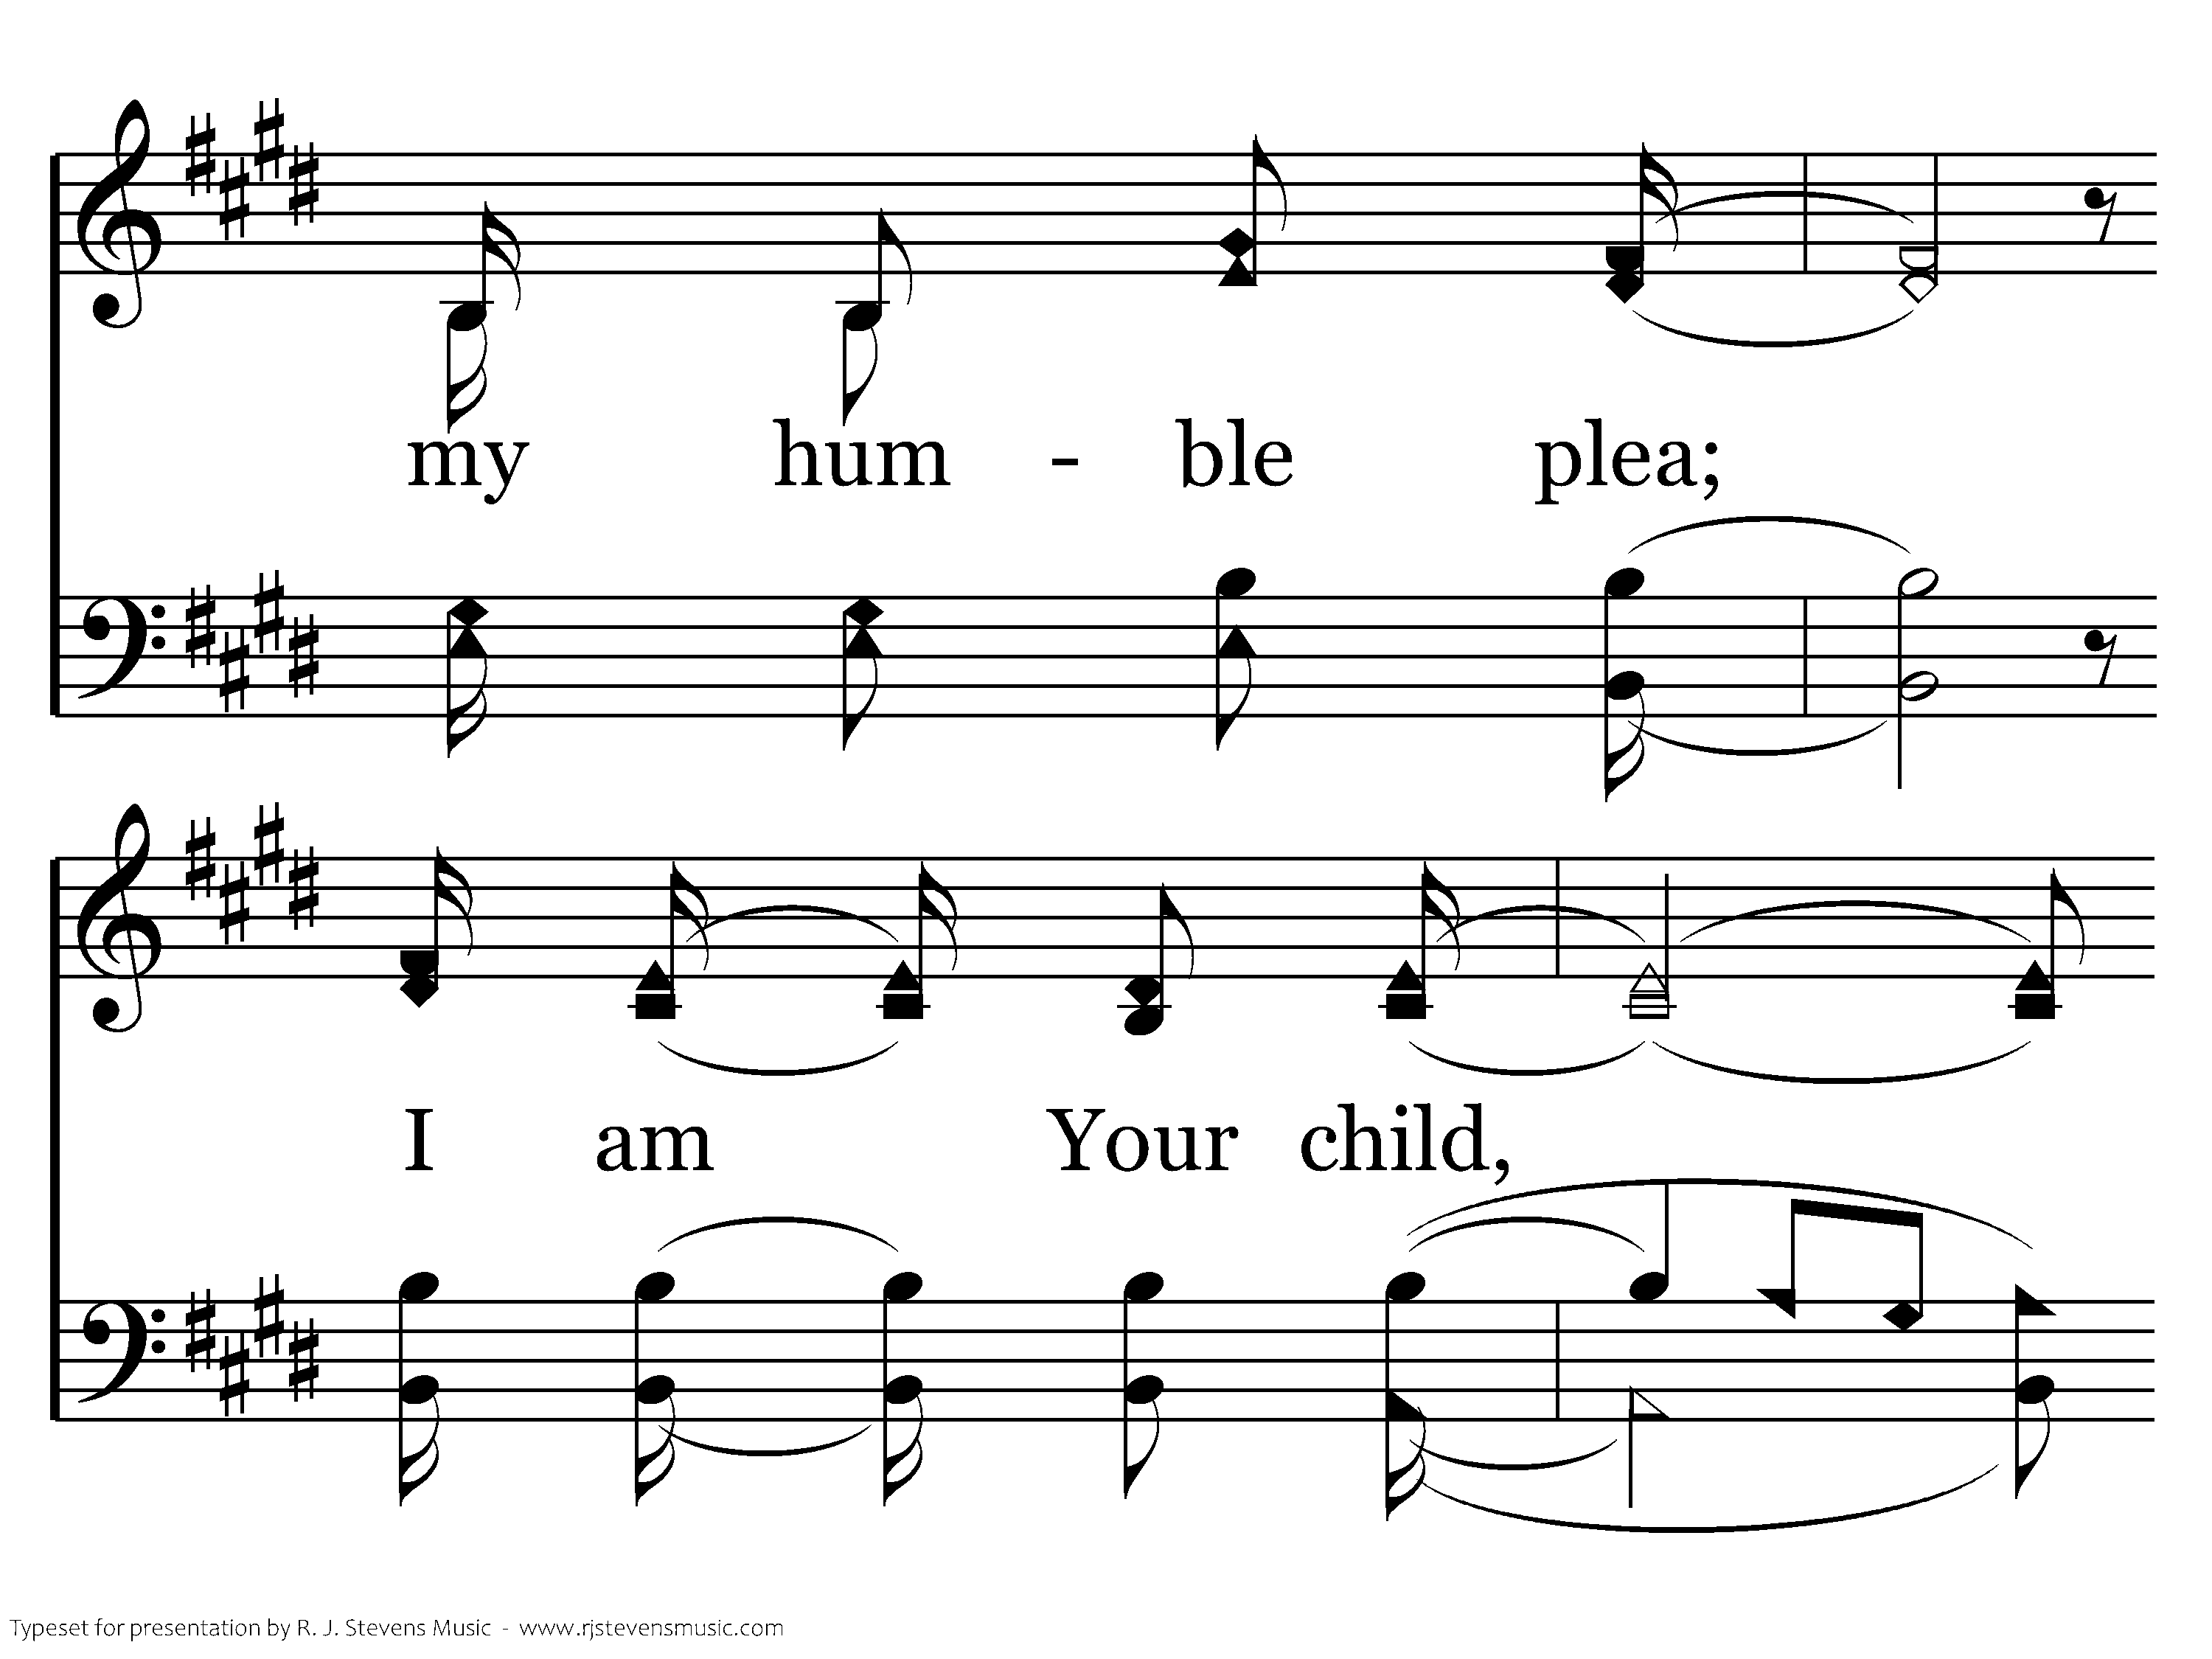 my hum - ble plea;
I am Your child,
Typeset for presentation by R. J. Stevens Music - www.rjstevensmusic.com